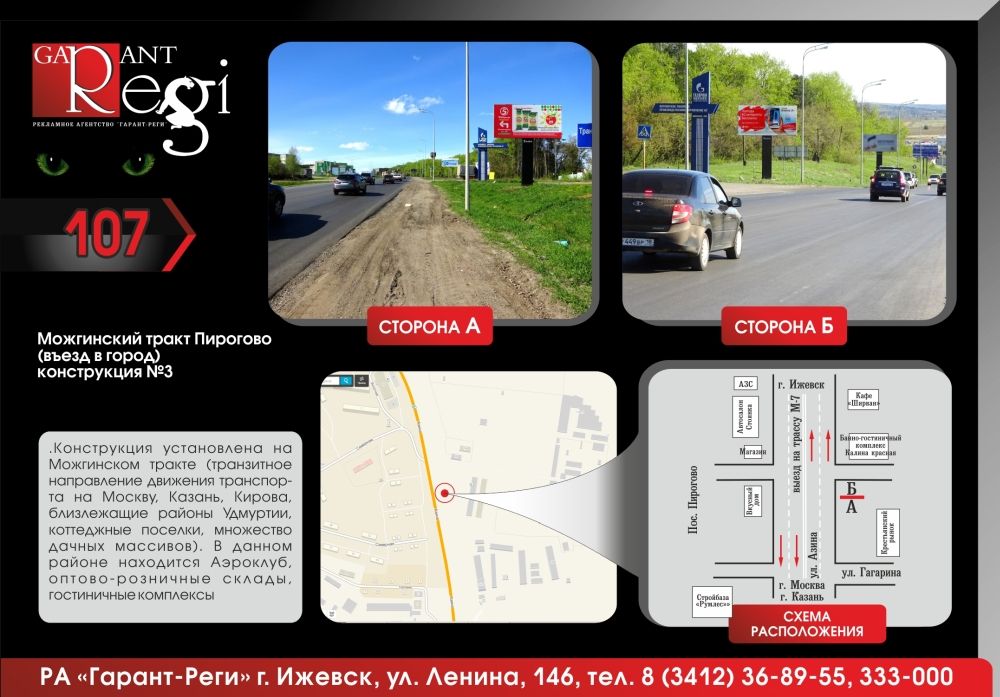 GARANT
Regi
РЕКЛАМНОЕ АГЕНТСТВО "ГАРАНТ-РЕГИ"
107
СТОРОНА А
СТОРОНА Б
Можгинский тракт Пирогово
(въезд в город)
конструкция №3
.Конструкция установлена на
Можгинском тракте (транзитное
направление движения транспор-
та на Москву, Казань, Кирова,
близлежащие районы Удмуртии,
коттеджные поселки, множество
дачных массивов). В данном
районе находится Аэроклуб,
оптово-розничные склады,
гостиничные комплексы
АЗС
г. Ижевск
Автосалон
Стоянка
Кафе
«Ширван»
выезд на трассу М-7
Магазин
Банно-гостиничный
комплекс
Калина красная
Пос. Пирогово
Вкусный
дом
Б
А
Крестьянский
рынок
ул. Азина
ул. Гагарина
г. Москва
г. Казань
Стройбаза
«Румлес»
СХЕМА
РАСПОЛОЖЕНИЯ
РА «Гарант-Реги» г. Ижевск, ул. Ленина, 146, тел. 8 (3412) 36-89-55, 333-000